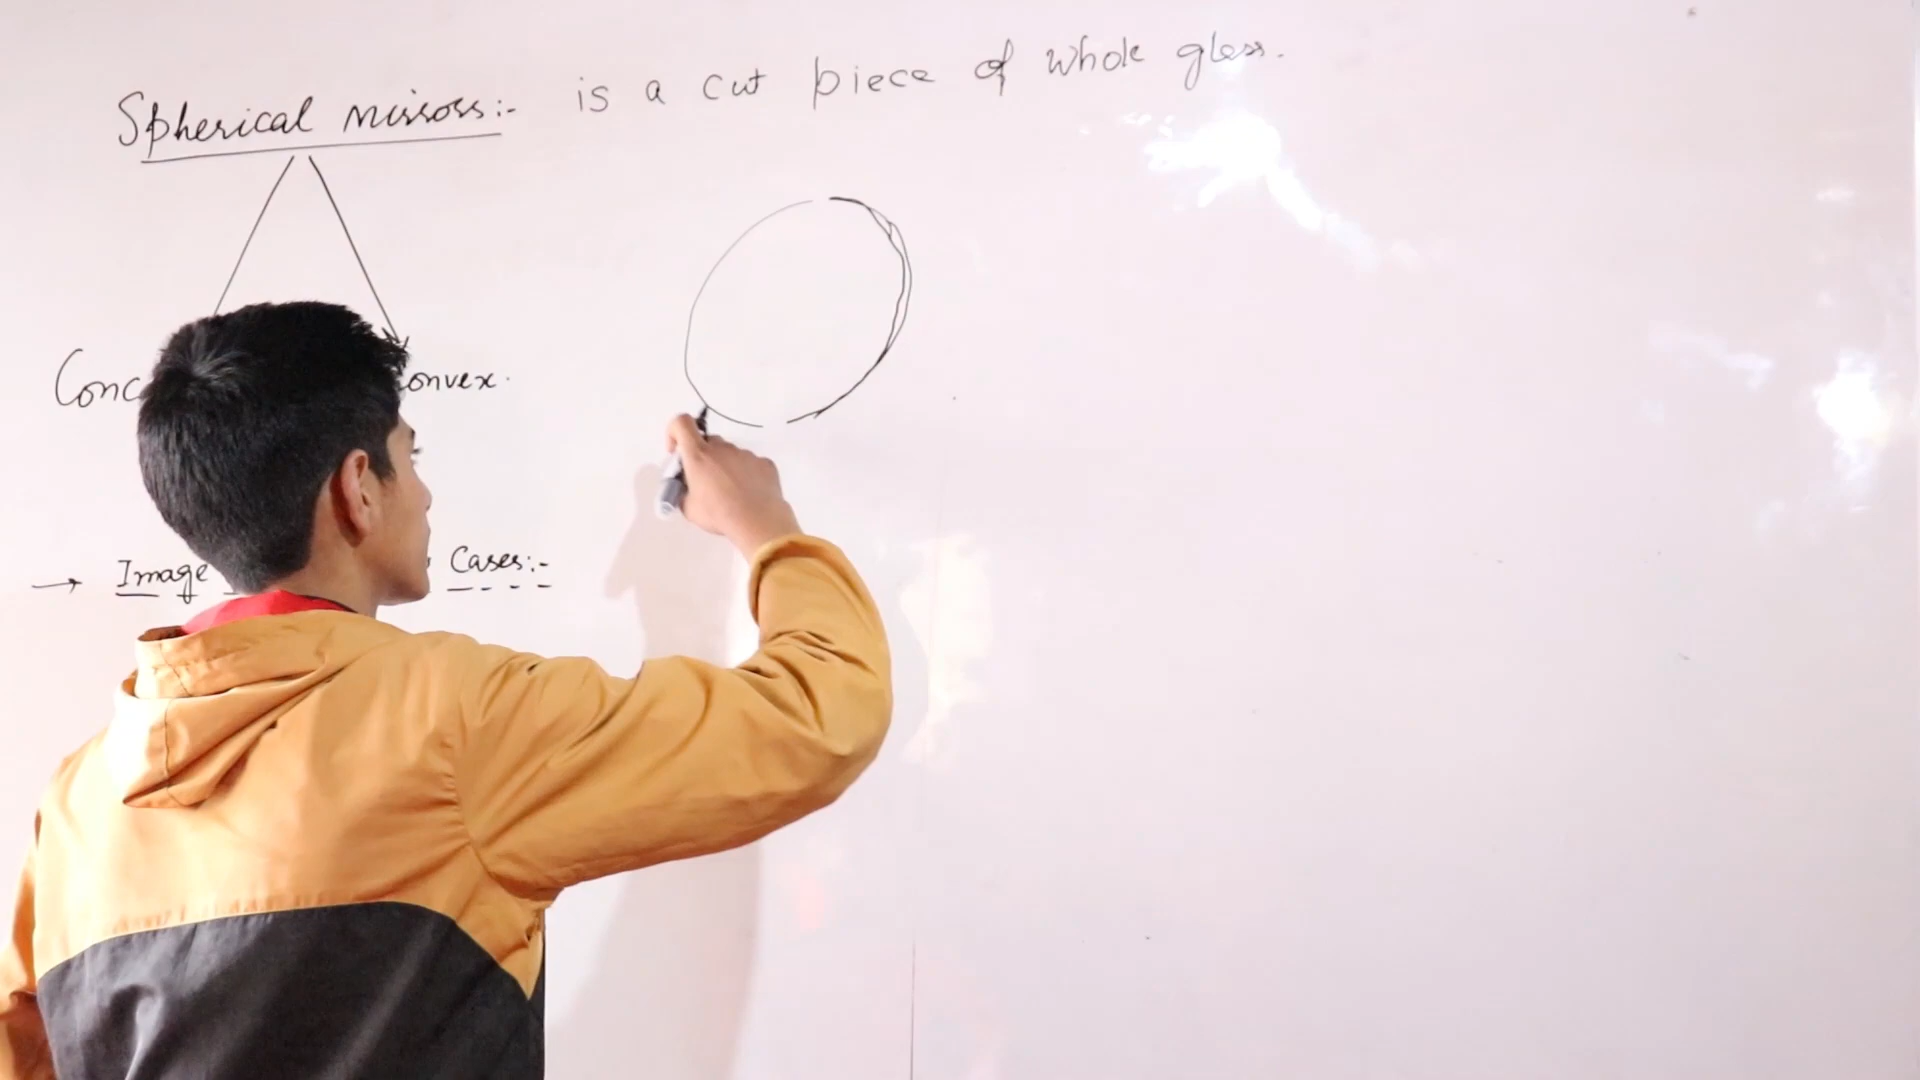 Spherical mirrors:- is a cut piece of whole glass.
Conc onvex.
→ Image Cases:-